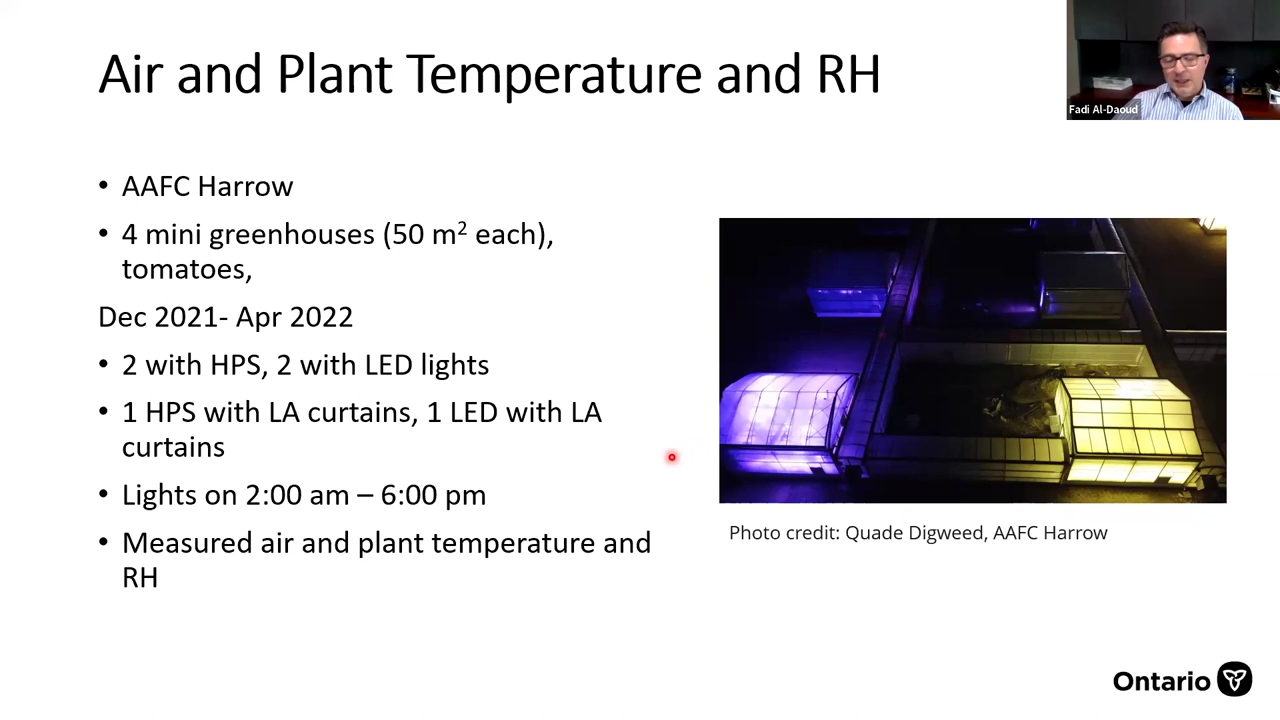 Air and Plant Temperature and RH
Fadi Al-Daoud
• AAFC Harrow
• 4 mini greenhouses (50 m² each),
tomatoes,
Dec 2021- Apr 2022
• 2 with HPS, 2 with LED lights
• 1 HPS with LA curtains, 1 LED with LA
curtains
• Lights on 2:00 am – 6:00 pm
• Measured air and plant temperature and
RH
Photo credit: Quade Digweed, AAFC Harrow
Ontario